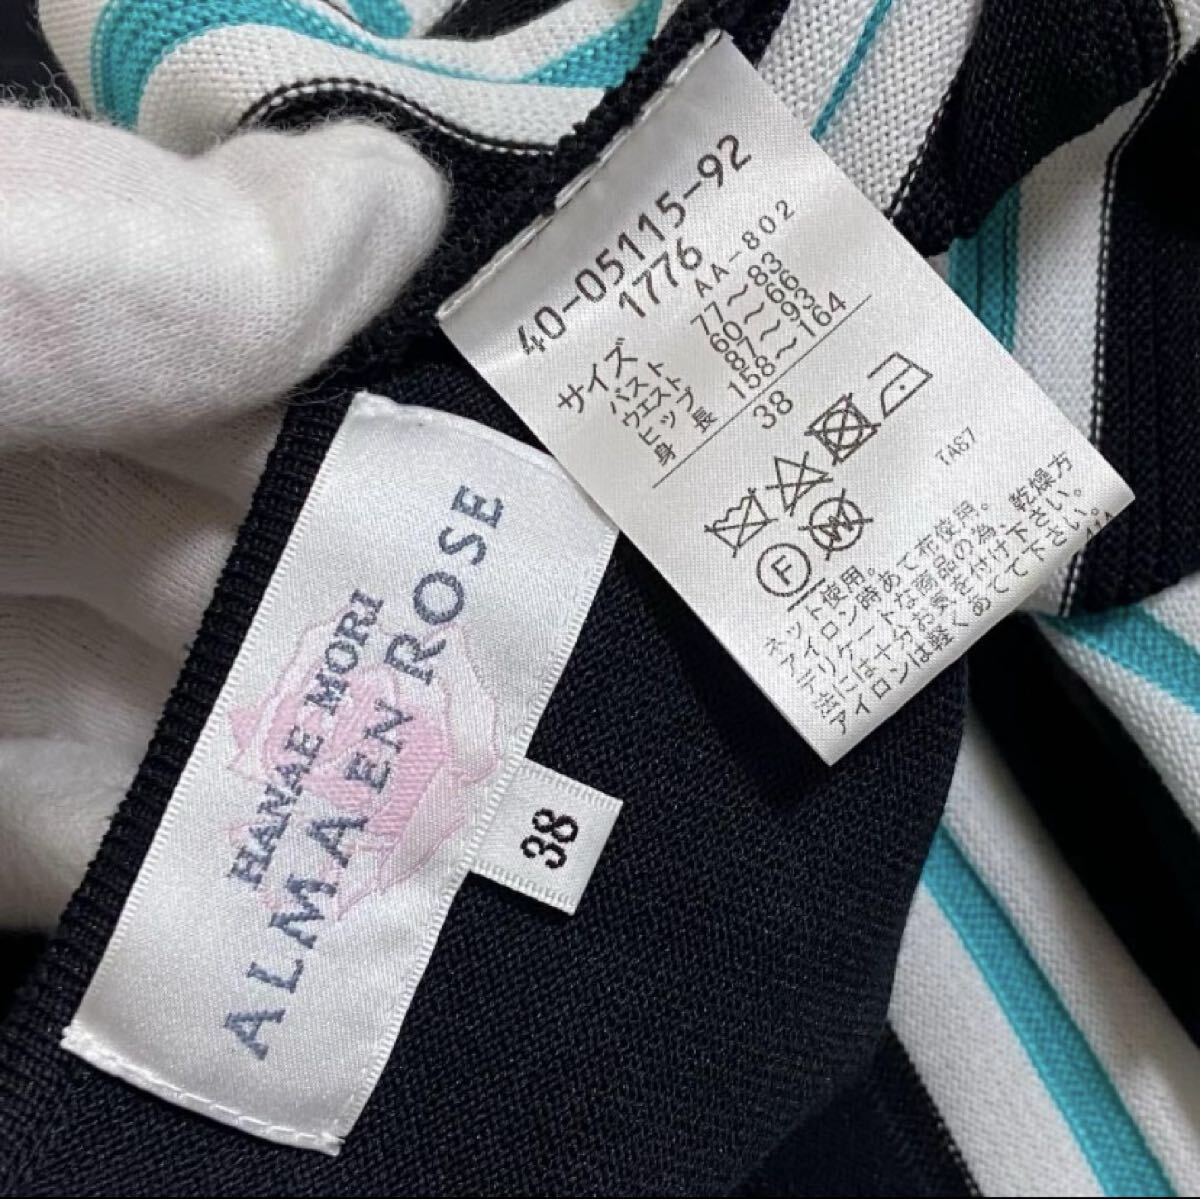 40-05115-92
1776
AA-802
サイズ
バスト 77～83
ウエスト 60～66
ヒップ 87～93
身長 158～164
38
TA87
F
W
ネット使用。
アイロン時あて布使用。
デリケートな商品の為、乾燥方
法には十分お気を付け下さい。
アイロンは軽くあてて下さい。
HANAE MORI
ALMA EN ROSE
38